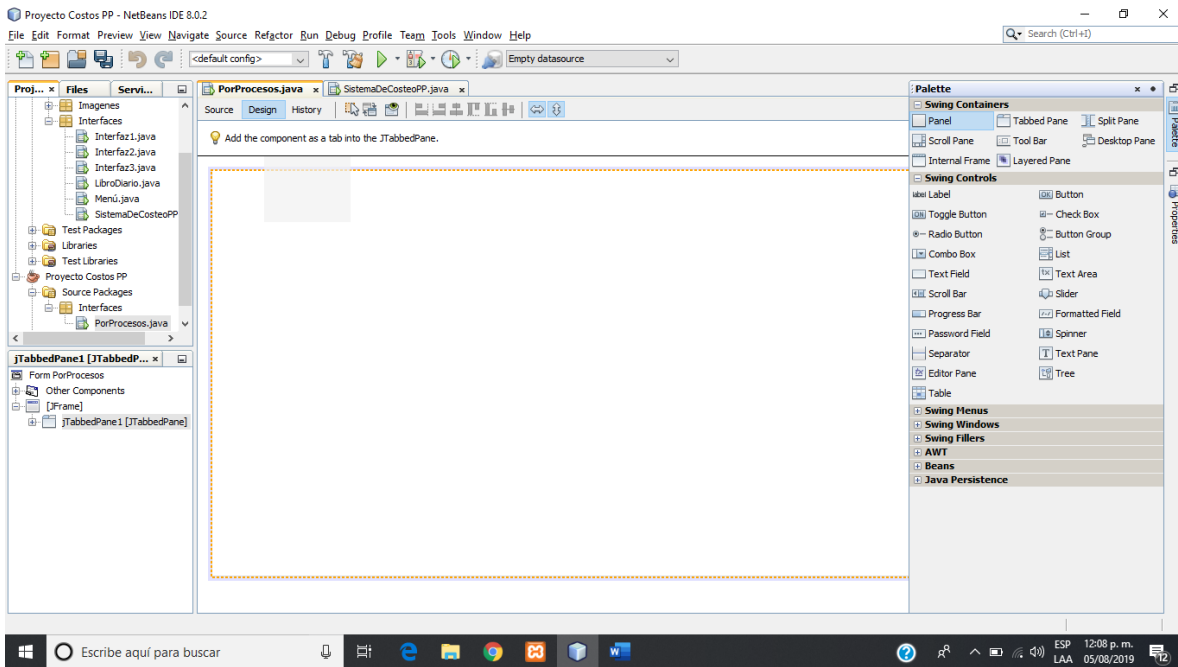 Proyecto Costos PP - NetBeans IDE 8.0.2
File Edit Format Preview View Navigate Source Refactor Run Debug Profile Team Tools Window Help
Search (Ctrl+I)
<default config>
Empty datasource
Proj... × Files Servi...
Imagenes
Interfaces
Interfaz1.java
Interfaz2.java
Interfaz3.java
LibroDiario.java
Menú.java
SistemaDeCosteoPP
Test Packages
Libraries
Test Libraries
Proyecto Costos PP
Source Packages
Interfaces
PorProcesos.java
jTabbedPane1 [JTabbedP... ×
Form PorProcesos
Other Components
[JFrame]
jTabbedPane1 [JTabbedPane]
PorProcesos.java × SistemaDeCosteoPP.java ×
Source Design History
Add the component as a tab into the JTabbedPane.
Palette
Swing Containers
Panel Tabbed Pane Split Pane
Scroll Pane Tool Bar Desktop Pane
Internal Frame Layered Pane
Swing Controls
label Label OK Button
ON Toggle Button Check Box
Radio Button Button Group
Combo Box List
Text Field Text Area
Scroll Bar Slider
Progress Bar Formatted Field
Password Field Spinner
Separator Text Pane
Editor Pane Tree
Table
Swing Menus
Swing Windows
Swing Fillers
AWT
Beans
Java Persistence
Palette
Properties
Escribe aquí para buscar
ESP
LAA
12:08 p. m.
05/08/2019
12